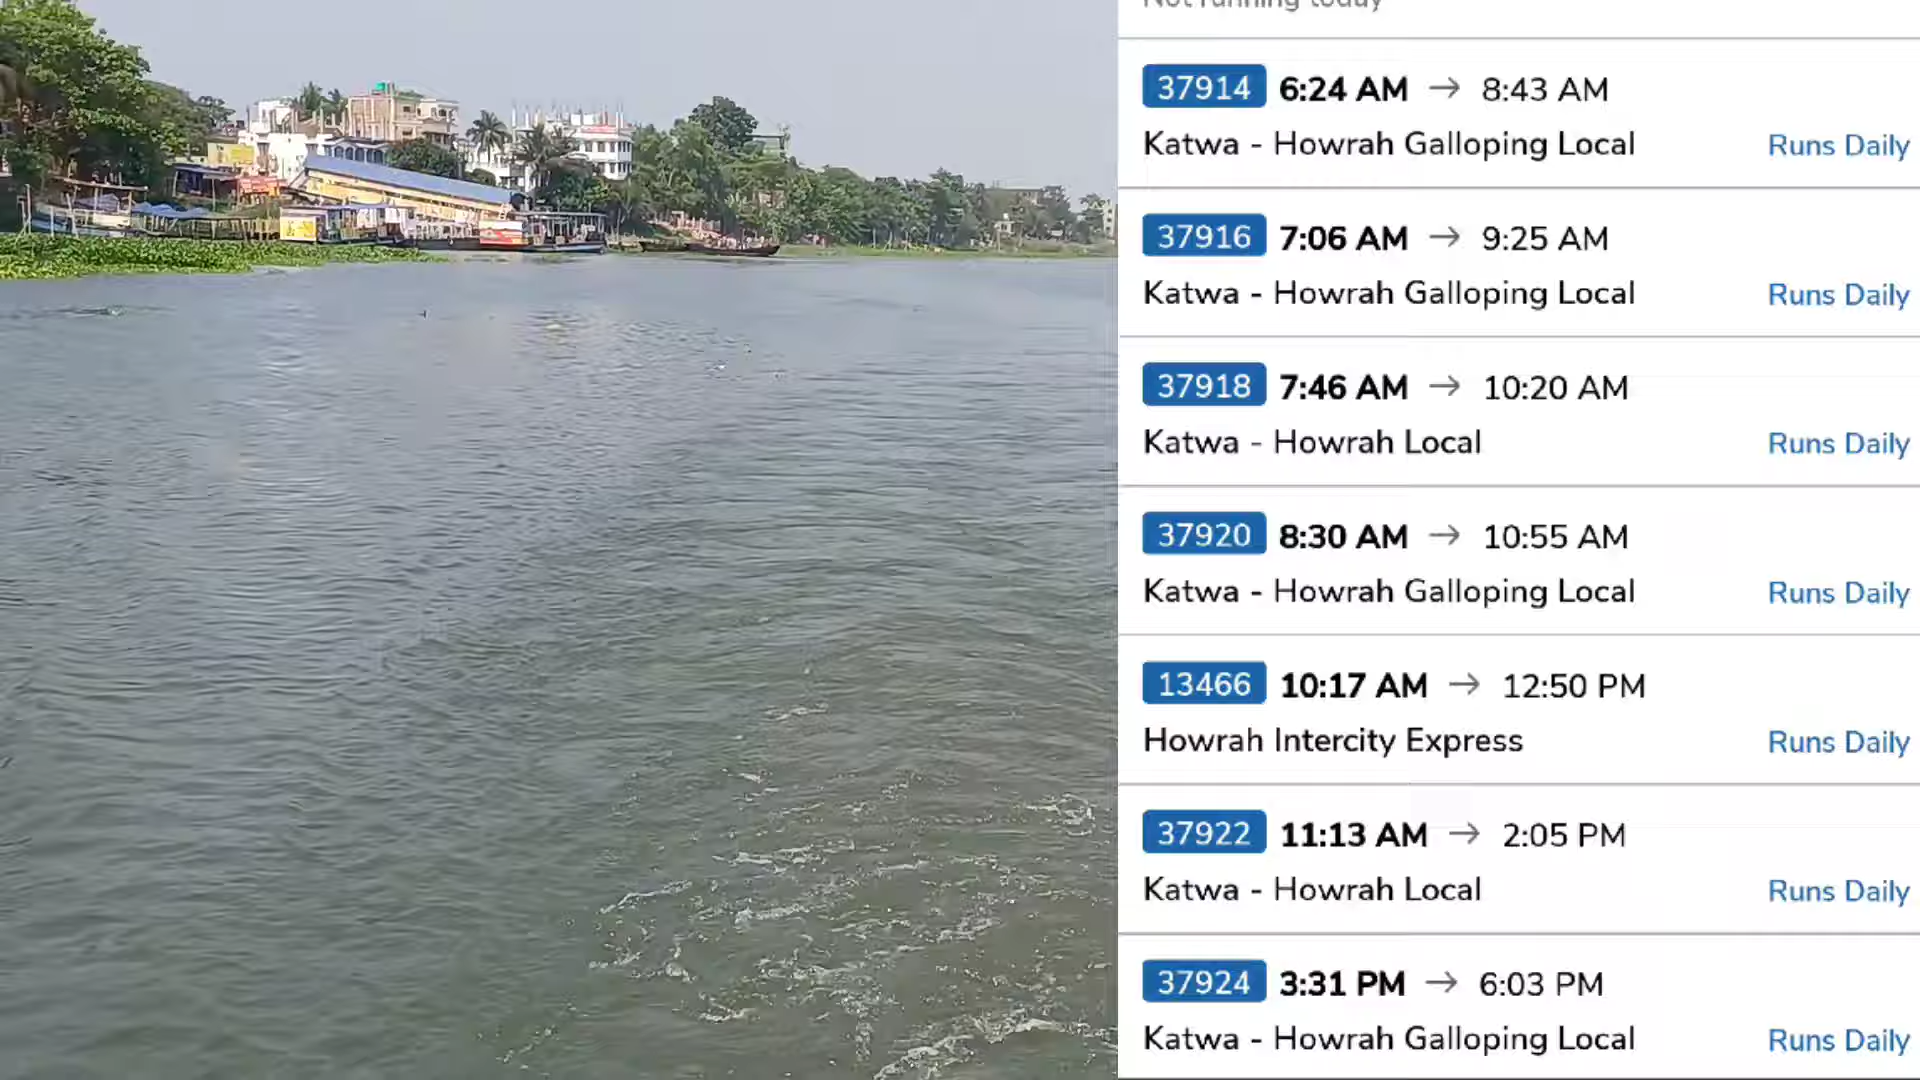 Not running today
37914 6:24 AM → 8:43 AM
Katwa - Howrah Galloping Local Runs Daily
37916 7:06 AM → 9:25 AM
Katwa - Howrah Galloping Local Runs Daily
37918 7:46 AM → 10:20 AM
Katwa - Howrah Local Runs Daily
37920 8:30 AM → 10:55 AM
Katwa - Howrah Galloping Local Runs Daily
13466 10:17 AM → 12:50 PM
Howrah Intercity Express Runs Daily
37922 11:13 AM → 2:05 PM
Katwa - Howrah Local Runs Daily
37924 3:31 PM → 6:03 PM
Katwa - Howrah Galloping Local Runs Daily